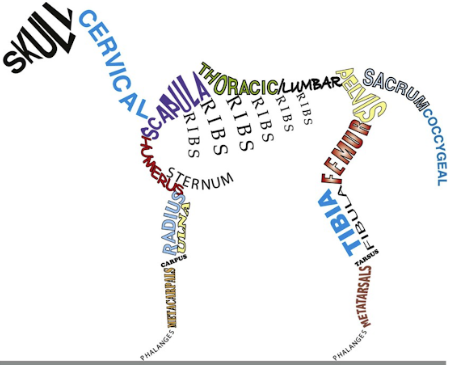 SKULL
CERVICAL
SCAPULA
THORACIC/LUMBAR
PELVIS
SACRUM
COCCYGEAL
RIBS
RIBS
RIBS
RIBS
RIBS
RIBS
HUMERUS
STERNUM
FEMUR
RADIUS
ULNA
TIBIA
FIBULA
CARPUS
TARSUS
METACARPALS
METATARSALS
PHALANGES
PHALANGES